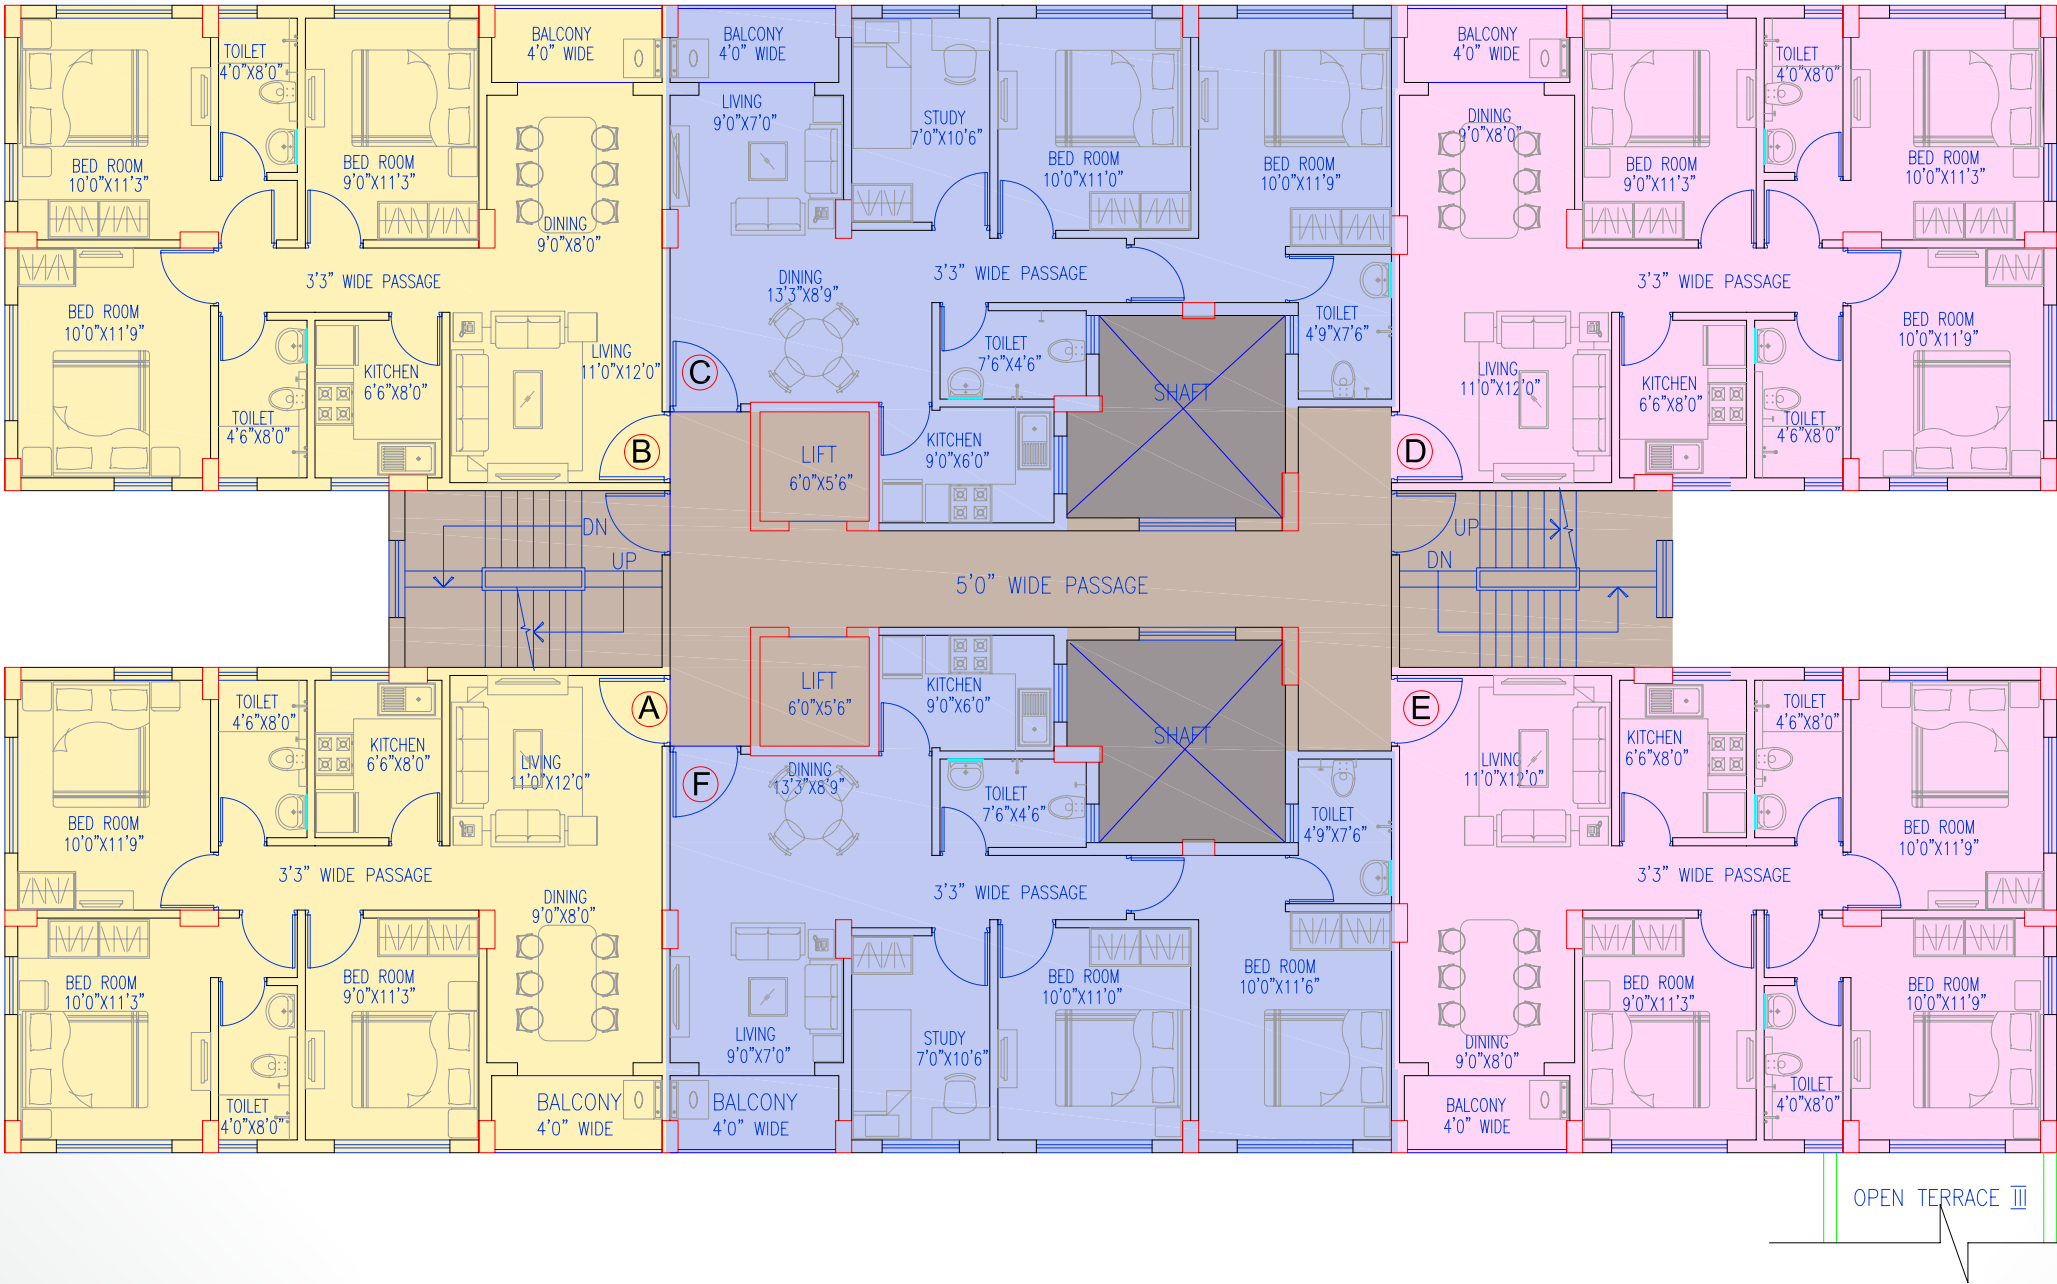 BALCONY
4'0" WIDE
BALCONY
4'0" WIDE
BALCONY
4'0" WIDE
TOILET
4'0"X8'0"
TOILET
4'0"X8'0"
LIVING
9'0"X7'0"
STUDY
7'0"X10'6"
DINING
9'0"X8'0"
BED ROOM
10'0"X11'3"
BED ROOM
9'0"X11'3"
BED ROOM
10'0"X11'0"
BED ROOM
10'0"X11'9"
BED ROOM
9'0"X11'3"
BED ROOM
10'0"X11'3"
DINING
9'0"X8'0"
3'3" WIDE PASSAGE
DINING
13'3"X8'9"
3'3" WIDE PASSAGE
3'3" WIDE PASSAGE
BED ROOM
10'0"X11'9"
TOILET
4'9"X7'6"
BED ROOM
10'0"X11'9"
LIVING
11'0"X12'0"
TOILET
7'6"X4'6"
KITCHEN
6'6"X8'0"
C
SHAFT
LIVING
11'0"X12'0"
KITCHEN
6'6"X8'0"
TOILET
4'6"X8'0"
TOILET
4'6"X8'0"
B
LIFT
6'0"X5'6"
KITCHEN
9'0"X6'0"
D
DN
UP
UP
DN
5'0" WIDE PASSAGE
TOILET
4'6"X8'0"
A
LIFT
6'0"X5'6"
KITCHEN
9'0"X6'0"
E
TOILET
4'6"X8'0"
KITCHEN
6'6"X8'0"
SHAFT
KITCHEN
6'6"X8'0"
LIVING
11'0"X12'0"
F
DINING
13'3"X8'9"
LIVING
11'0"X12'0"
TOILET
7'6"X4'6"
TOILET
4'9"X7'6"
BED ROOM
10'0"X11'9"
BED ROOM
10'0"X11'9"
3'3" WIDE PASSAGE
3'3" WIDE PASSAGE
3'3" WIDE PASSAGE
DINING
9'0"X8'0"
BED ROOM
10'0"X11'3"
BED ROOM
9'0"X11'3"
BED ROOM
10'0"X11'0"
BED ROOM
10'0"X11'6"
BED ROOM
9'0"X11'3"
BED ROOM
10'0"X11'9"
LIVING
9'0"X7'0"
STUDY
7'0"X10'6"
DINING
9'0"X8'0"
TOILET
4'0"X8'0"
BALCONY
4'0" WIDE
BALCONY
4'0" WIDE
BALCONY
4'0" WIDE
TOILET
4'0"X8'0"
OPEN TERRACE III